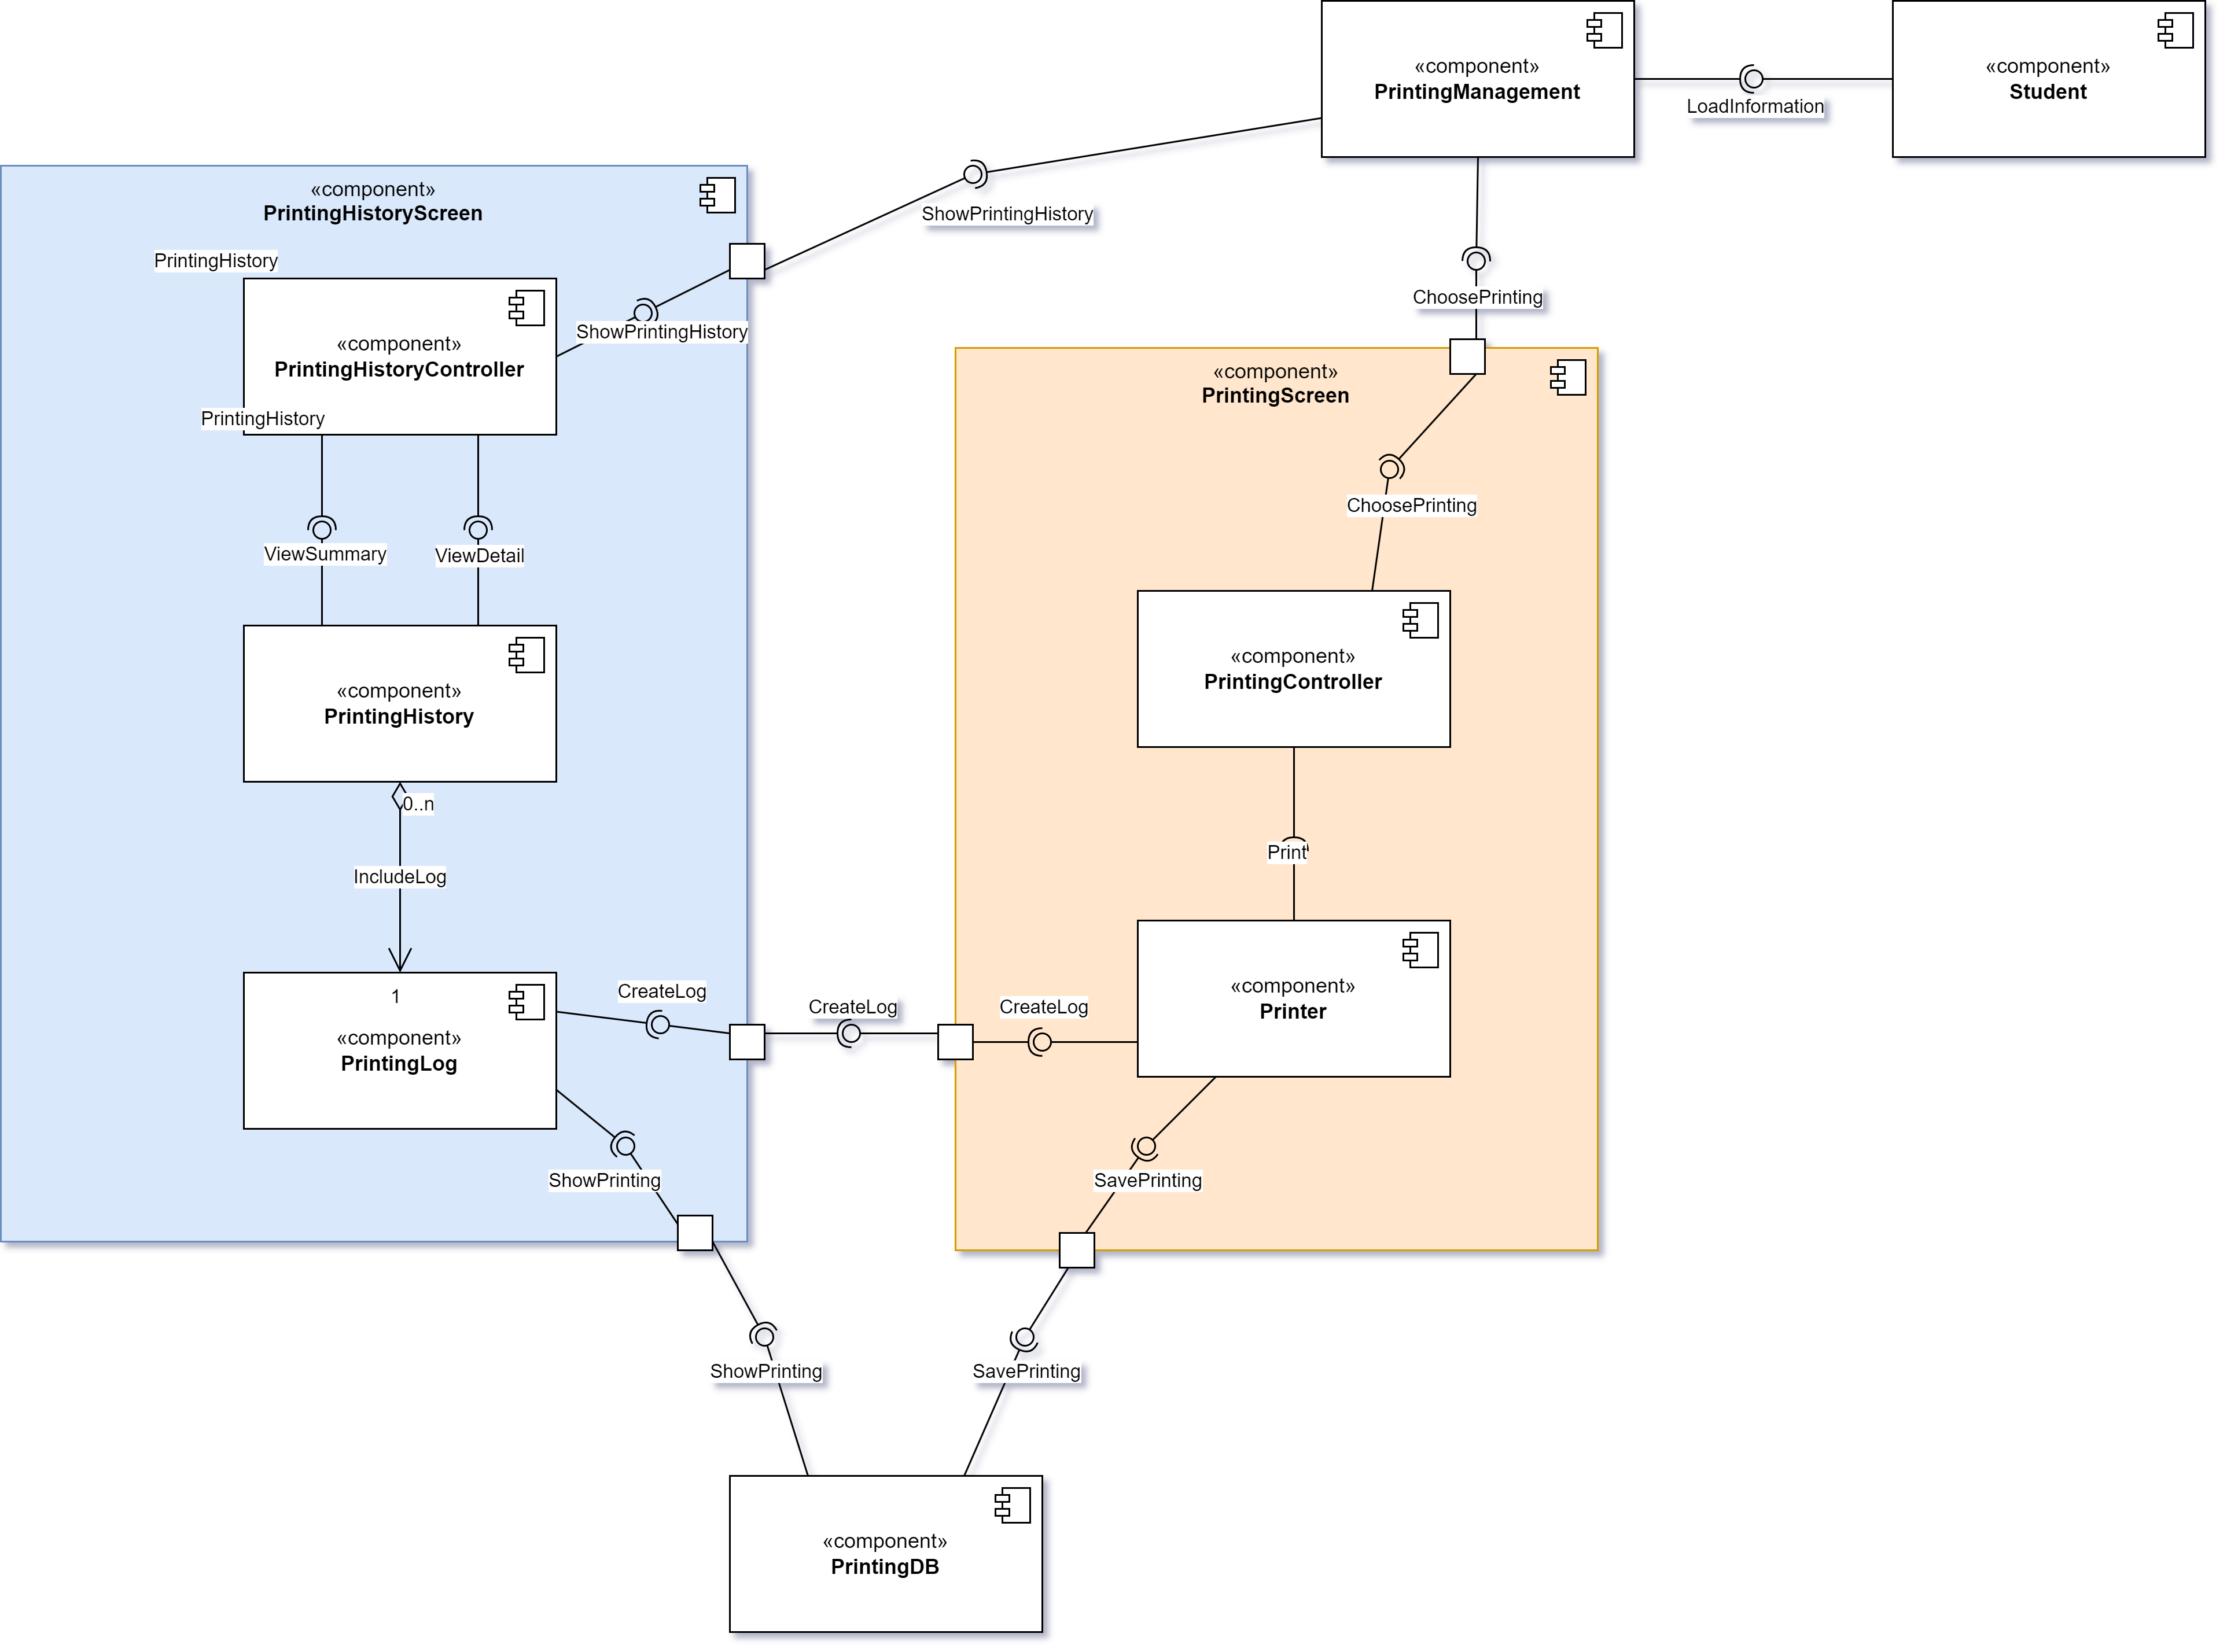 «component»
PrintingManagement
LoadInformation
«component»
Student
ShowPrintingHistory
«component»
PrintingHistoryScreen
PrintingHistory
ShowPrintingHistory
«component»
PrintingHistoryController
PrintingHistory
ViewSummary
ViewDetail
«component»
PrintingHistory
0..n
IncludeLog
1
«component»
PrintingLog
CreateLog
CreateLog
CreateLog
ShowPrinting
ChoosePrinting
«component»
PrintingScreen
ChoosePrinting
«component»
PrintingController
Print
«component»
Printer
SavePrinting
ShowPrinting
SavePrinting
«component»
PrintingDB